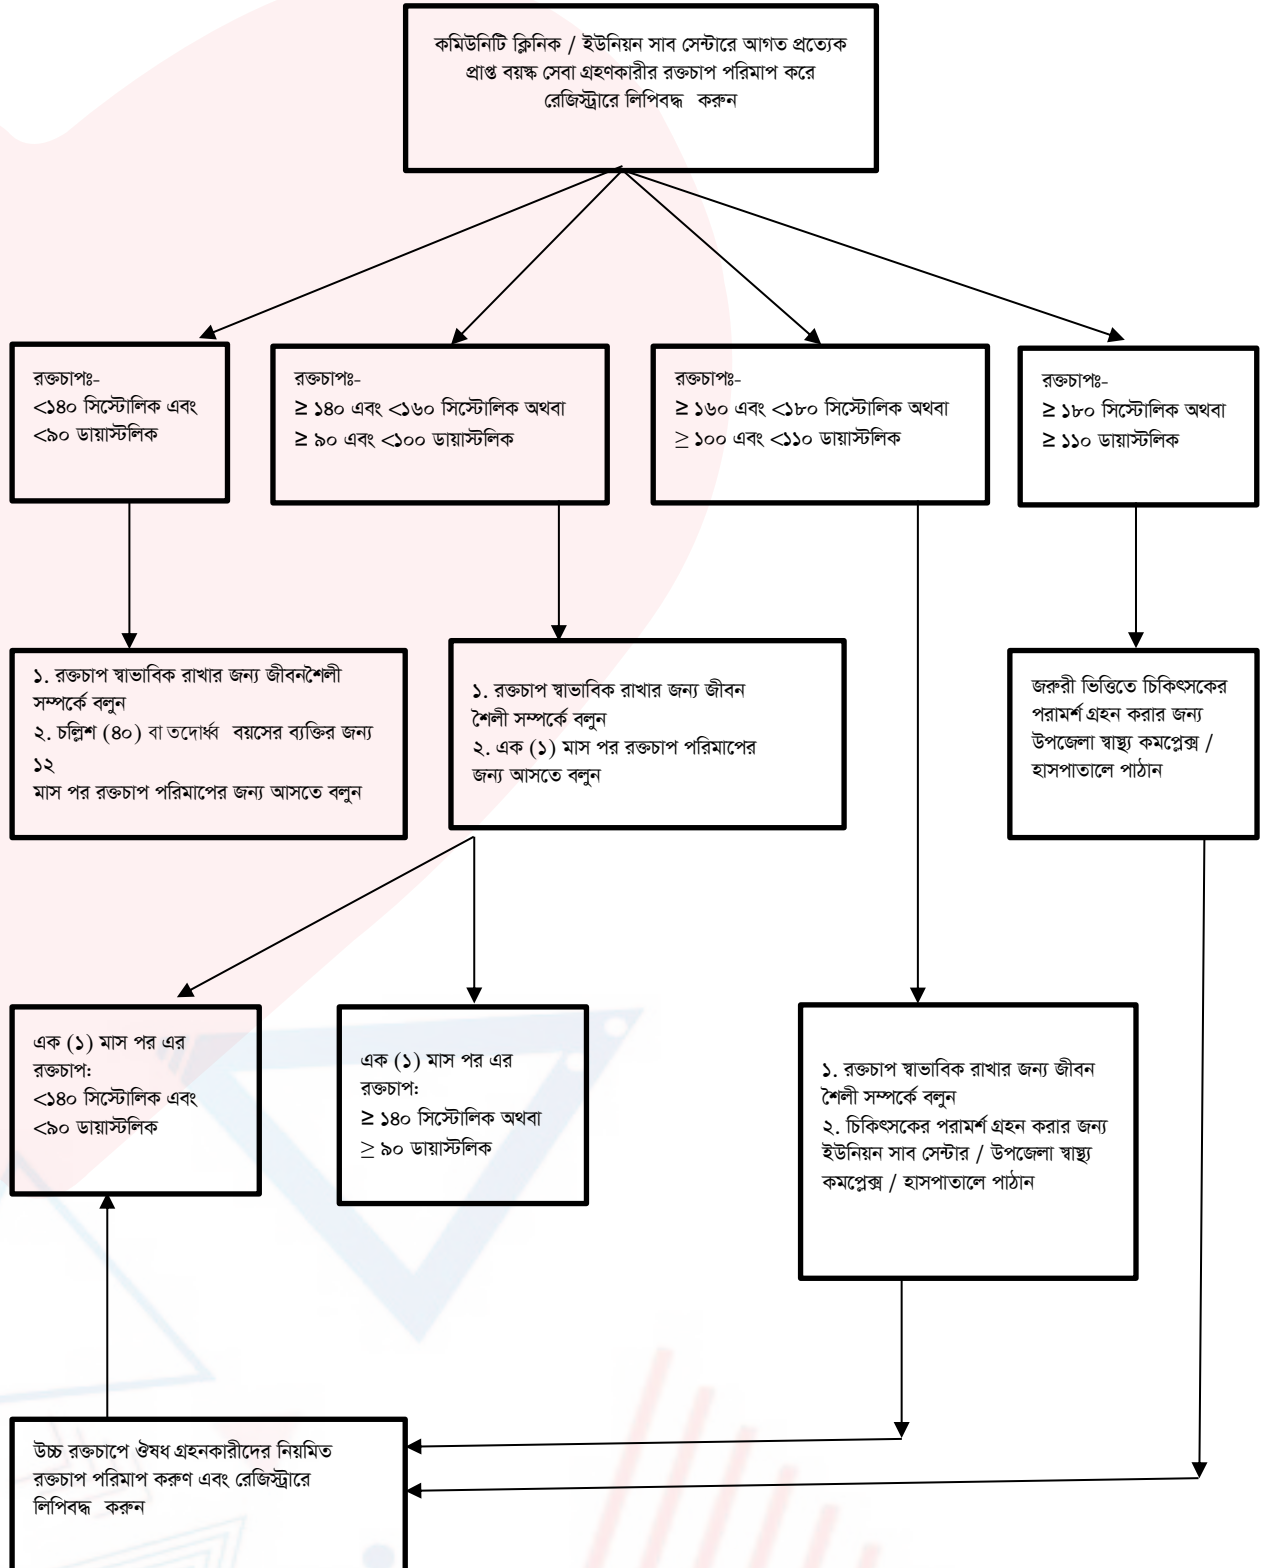 কমিউনিটি ক্লিনিক / ইউনিয়ন সাব সেন্টারে আগত প্রত্যেক
প্রাপ্ত বয়স্ক সেবা গ্রহণকারীর রক্তচাপ পরিমাপ করে
রেজিস্ট্রারে লিপিবদ্ধ করুন
রক্তচাপঃ-
<১৪০ সিস্টোলিক এবং
<৯০ ডায়াস্টলিক
রক্তচাপঃ-
≥ ১৪০ এবং <১৬০ সিস্টোলিক অথবা
≥ ৯০ এবং <১০০ ডায়াস্টলিক
রক্তচাপঃ-
≥ ১৬০ এবং <১৮০ সিস্টোলিক অথবা
≥ ১০০ এবং <১১০ ডায়াস্টলিক
রক্তচাপঃ-
≥ ১৮০ সিস্টোলিক অথবা
≥ ১১০ ডায়াস্টলিক
১. রক্তচাপ স্বাভাবিক রাখার জন্য জীবনশৈলী
সম্পর্কে বলুন
২. চল্লিশ (৪০) বা তদোর্ধ্ব বয়সের ব্যক্তির জন্য
১২
মাস পর রক্তচাপ পরিমাপের জন্য আসতে বলুন
১. রক্তচাপ স্বাভাবিক রাখার জন্য জীবন
শৈলী সম্পর্কে বলুন
২. এক (১) মাস পর রক্তচাপ পরিমাপের
জন্য আসতে বলুন
জরুরী ভিত্তিতে চিকিৎসকের
পরামর্শ গ্রহন করার জন্য
উপজেলা স্বাস্থ্য কমপ্লেক্স /
হাসপাতালে পাঠান
এক (১) মাস পর এর
রক্তচাপ:
<১৪০ সিস্টোলিক এবং
<৯০ ডায়াস্টলিক
এক (১) মাস পর এর
রক্তচাপ:
≥ ১৪০ সিস্টোলিক অথবা
≥ ৯০ ডায়াস্টলিক
১. রক্তচাপ স্বাভাবিক রাখার জন্য জীবন
শৈলী সম্পর্কে বলুন
২. চিকিৎসকের পরামর্শ গ্রহন করার জন্য
ইউনিয়ন সাব সেন্টার / উপজেলা স্বাস্থ্য
কমপ্লেক্স / হাসপাতালে পাঠান
উচ্চ রক্তচাপে ঔষধ গ্রহনকারীদের নিয়মিত
রক্তচাপ পরিমাপ করুণ এবং রেজিস্ট্রারে
লিপিবদ্ধ করুন